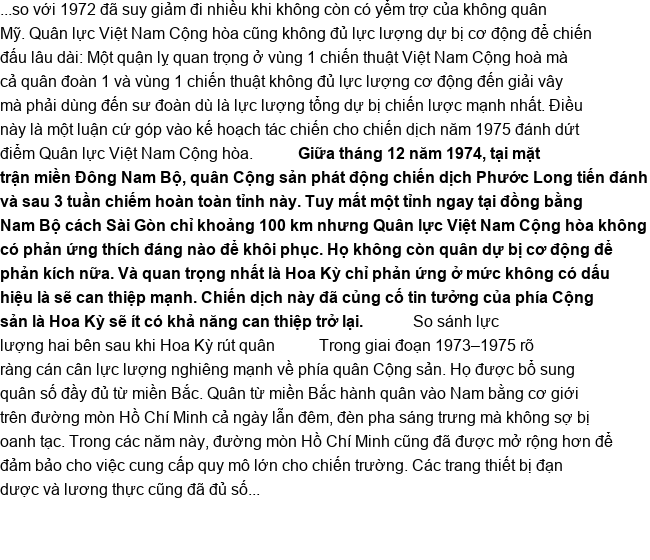 ...so với 1972 đã suy giảm đi nhiều khi không còn có yểm trợ của không quân
Mỹ. Quân lực Việt Nam Cộng hòa cũng không đủ lực lượng dự bị cơ động để chiến
đấu lâu dài: Một quận lỵ quan trọng ở vùng 1 chiến thuật Việt Nam Cộng hoà mà
cả quân đoàn 1 và vùng 1 chiến thuật không đủ lực lượng cơ động đến giải vây
mà phải dùng đến sư đoàn dù là lực lượng tổng dự bị chiến lược mạnh nhất. Điều
này là một luận cứ góp vào kế hoạch tác chiến cho chiến dịch năm 1975 đánh dứt
điểm Quân lực Việt Nam Cộng hòa. Giữa tháng 12 năm 1974, tại mặt
trận miền Đông Nam Bộ, quân Cộng sản phát động chiến dịch Phước Long tiến đánh
và sau 3 tuần chiếm hoàn toàn tỉnh này. Tuy mất một tỉnh ngay tại đồng bằng
Nam Bộ cách Sài Gòn chỉ khoảng 100 km nhưng Quân lực Việt Nam Cộng hòa không
có phản ứng thích đáng nào để khôi phục. Họ không còn quân dự bị cơ động để
phản kích nữa. Và quan trọng nhất là Hoa Kỳ chỉ phản ứng ở mức không có dấu
hiệu là sẽ can thiệp mạnh. Chiến dịch này đã củng cố tin tưởng của phía Cộng
sản là Hoa Kỳ sẽ ít có khả năng can thiệp trở lại. So sánh lực
lượng hai bên sau khi Hoa Kỳ rút quân Trong giai đoạn 1973–1975 rõ
ràng cán cân lực lượng nghiêng mạnh về phía quân Cộng sản. Họ được bổ sung
quân số đầy đủ từ miền Bắc. Quân từ miền Bắc hành quân vào Nam bằng cơ giới
trên đường mòn Hồ Chí Minh cả ngày lẫn đêm, đèn pha sáng trưng mà không sợ bị
oanh tạc. Trong các năm này, đường mòn Hồ Chí Minh cũng đã được mở rộng hơn để
đảm bảo cho việc cung cấp quy mô lớn cho chiến trường. Các trang thiết bị đạn
dược và lương thực cũng đã đủ số...